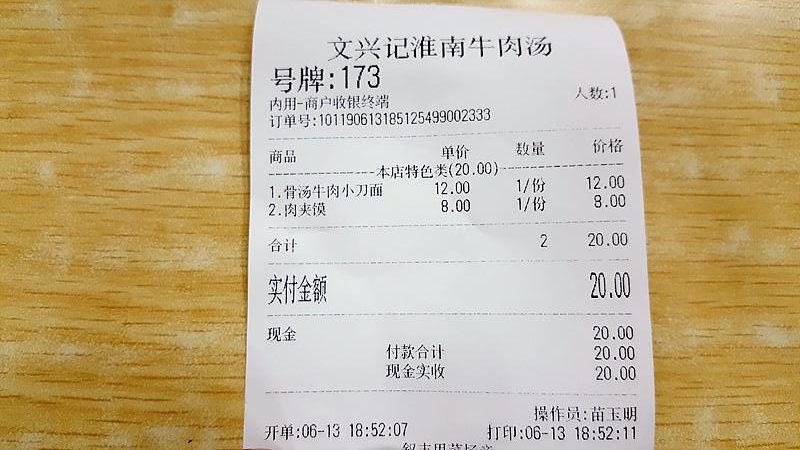 文兴记淮南牛肉汤
号牌:173
内用-商户收银终端 人数:1
订单号:101190613185125499002333
商品 单价 数量 价格
本店特色类(20.00)
1.骨汤牛肉小刀面 12.00 1/份 12.00
2.肉夹馍 8.00 1/份 8.00
合计 2 20.00
实付金额 20.00
现金 20.00
付款合计 20.00
现金实收 20.00
操作员:苗玉明
开单:06-13 18:52:07 打印:06-13 18:52:11